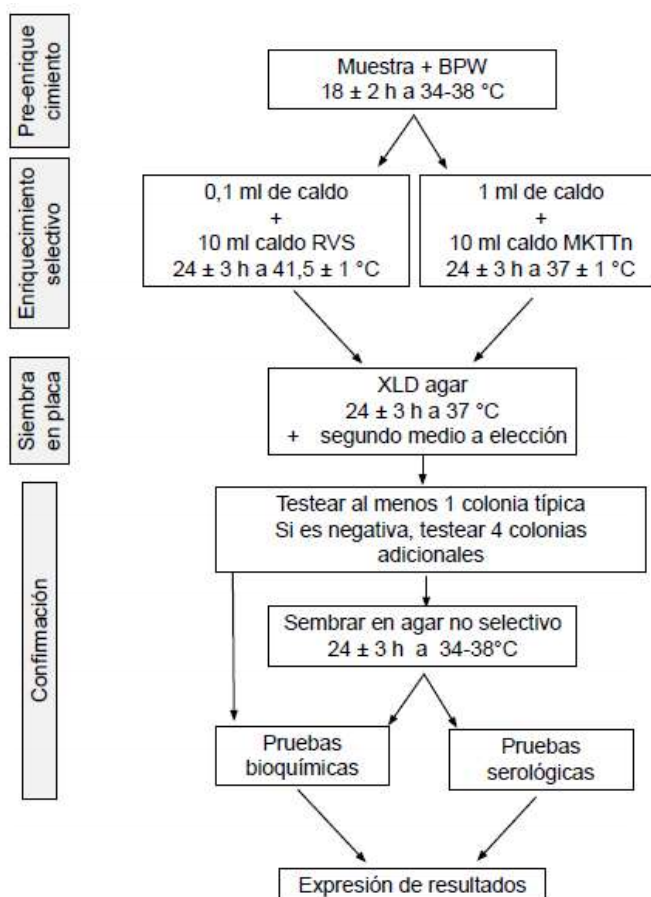 Pre-enrique
cimiento
Muestra + BPW
18 ± 2 h a 34-38 °C
Enriquecimiento
selectivo
0,1 ml de caldo
+
10 ml caldo RVS
24 ± 3 h a 41,5 ± 1 °C
1 ml de caldo
+
10 ml caldo MKTTn
24 ± 3 h a 37 ± 1 °C
Siembra
en placa
XLD agar
24 ± 3 h a 37 °C
+ segundo medio a elección
Confirmación
Testear al menos 1 colonia típica
Si es negativa, testear 4 colonias
adicionales
Sembrar en agar no selectivo
24 ± 3 h a 34-38°C
Pruebas
bioquímicas
Pruebas
serológicas
Expresión de resultados